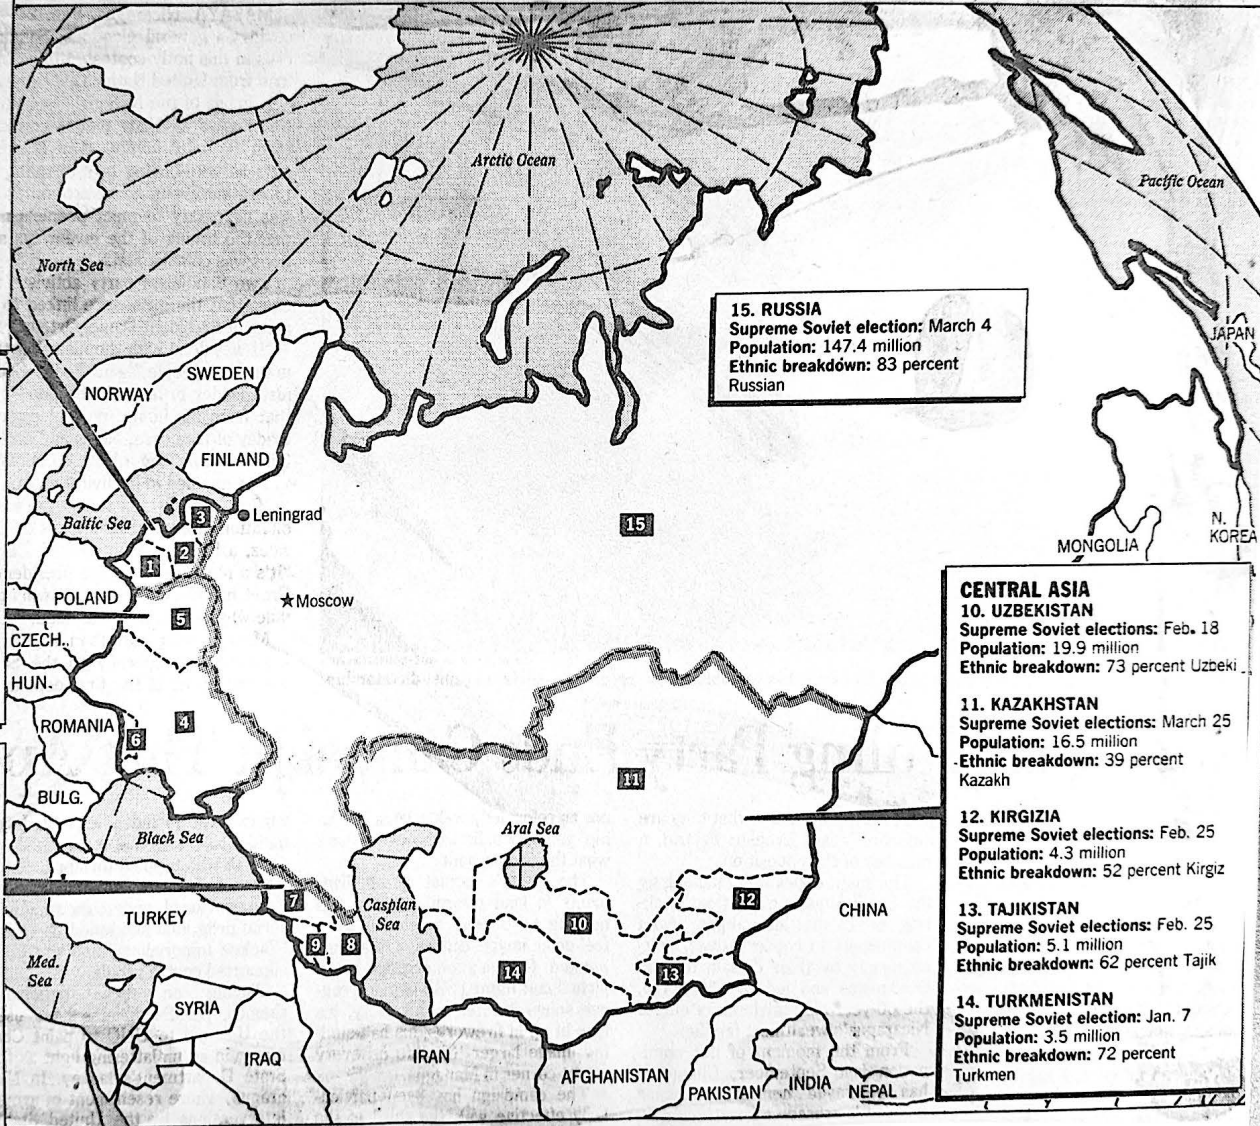 Arctic Ocean
Pacific Ocean
North Sea
15. RUSSIA
Supreme Soviet election: March 4
Population: 147.4 million
Ethnic breakdown: 83 percent
Russian
JAPAN
SWEDEN
NORWAY
FINLAND
3
Leningrad
Baltic Sea
15
N.
KOREA
2
1
MONGOLIA
POLAND
Moscow
5
CZECH.
HUN.
ROMANIA
4
6
11
BULG.
Black Sea
Aral Sea
7
Caspian
Sea
12
10
CHINA
TURKEY
9
8
14
13
Med.
Sea
SYRIA
IRAQ
IRAN
AFGHANISTAN
PAKISTAN
INDIA
NEPAL
CENTRAL ASIA
10. UZBEKISTAN
Supreme Soviet elections: Feb. 18
Population: 19.9 million
Ethnic breakdown: 73 percent Uzbeki
11. KAZAKHSTAN
Supreme Soviet elections: March 25
Population: 16.5 million
Ethnic breakdown: 39 percent
Kazakh
12. KIRGIZIA
Supreme Soviet elections: Feb. 25
Population: 4.3 million
Ethnic breakdown: 52 percent Kirgiz
13. TAJIKISTAN
Supreme Soviet elections: Feb. 25
Population: 5.1 million
Ethnic breakdown: 62 percent Tajik
14. TURKMENISTAN
Supreme Soviet election: Jan. 7
Population: 3.5 million
Ethnic breakdown: 72 percent
Turkmen